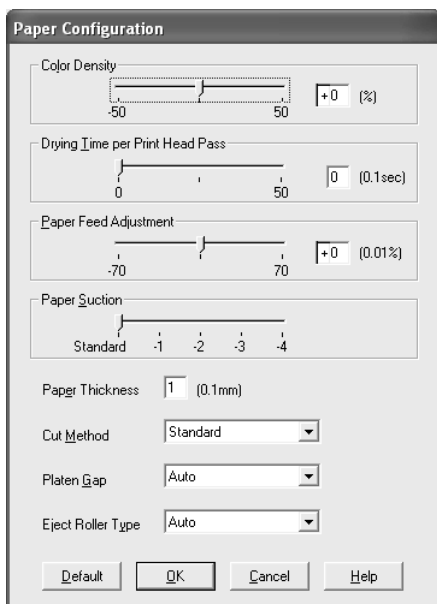 Paper Configuration
Color Density
-50 50 +0 (%)
Drying Time per Print Head Pass
0 50 0 (0.1sec)
Paper Feed Adjustment
-70 70 +0 (0.01%)
Paper Suction
Standard -1 -2 -3 -4
Paper Thickness 1 (0.1mm)
Cut Method Standard
Platen Gap Auto
Eject Roller Type Auto
Default OK Cancel Help